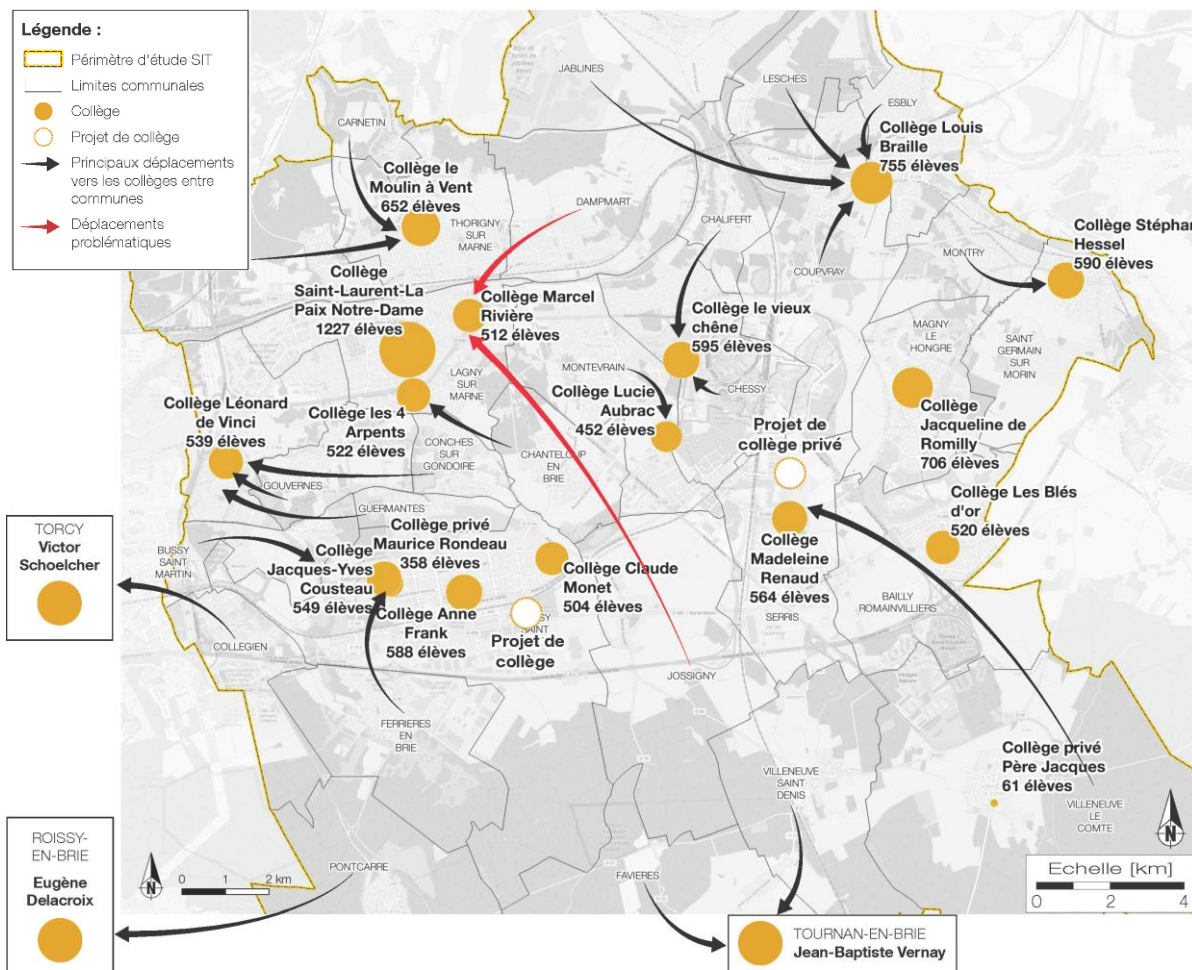 Légende :
Périmètre d'étude SIT
Limites communales
Collège
Projet de collège
Principaux déplacements
vers les collèges entre
communes
Déplacements
problématiques
JABLINES
LESCHES
ESBLY
CARNETIN
Collège Louis
Braille
755 élèves
Collège le
Moulin à Vent
652 élèves
DAMPMART
THORIGNY
SUR
MARNE
CHALIFERT
COUPVRAY
MONTRY
Collège Stéphan
Hessel
590 élèves
Collège
Saint-Laurent-La
Paix Notre-Dame
1227 élèves
Collège Marcel
Rivière
512 élèves
Collège le vieux
chêne
595 élèves
MAGNY
LE
HONGRE
SAINT
GERMAIN
SUR
MORIN
LAGNY
SUR
MARNE
MONTEVRAIN
CHESSY
Collège Léonard
de Vinci
539 élèves
Collège les 4
Arpents
522 élèves
Collège Lucie
Aubrac
452 élèves
Projet de
collège privé
Collège
Jacqueline de
Romilly
706 élèves
CONCHES
SUR
GONDOIRE
CHANTELOUP
EN
BRIE
GOUVERNES
GUERMANTES
Collège Les Blés
d'or
520 élèves
TORCY
Victor
Schoelcher
Torcy
BUSSY
SAINT
MARTIN
Collège privé
Maurice Rondeau
358 élèves
Collège
Jacques-Yves
Cousteau
549 élèves
Collège Claude
Monet
504 élèves
Collège
Madeleine
Renaud
564 élèves
Collège Anne
Frank
588 élèves
SY
SAINT
Projet de
collège
SERRIS
BAILLY
ROMAINVILLIERS
COLLEGIEN
JOSSIGNY
FERRIERES
EN
BRIE
Collège privé
Père Jacques
61 élèves
VILLENEUVE
SAINT
DENIS
VILLENEUVE
LE
COMTE
ROISSY-
EN-BRIE
Eugène
Delacroix
PONTCARRE
FAVIERES
N
0 1 2 km
N
Echelle [km]
0 2 4
TOURNAN-EN-BRIE
Jean-Baptiste Vernay